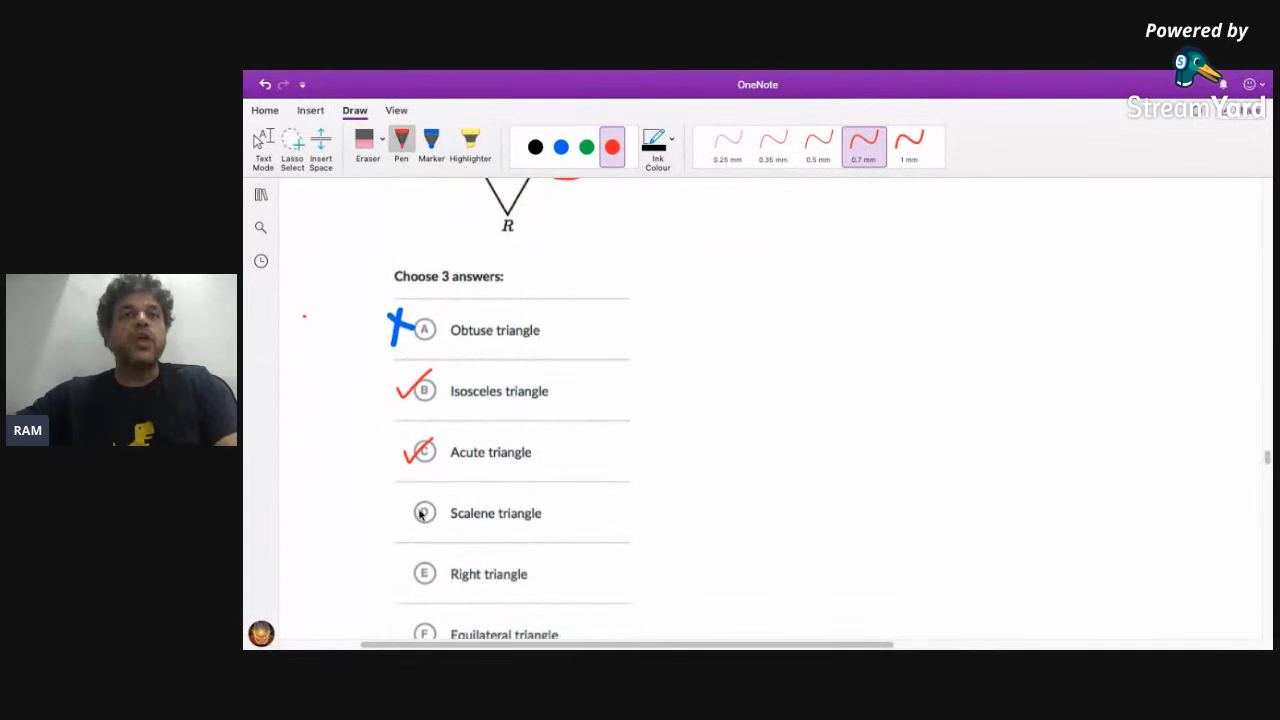 Powered by
StreamYard
OneNote
Home Insert Draw View
Text Mode
Lasso Select
Insert Space
Eraser
Pen
Marker
Highlighter
Ink Colour
0.25 mm
0.35 mm
0.5 mm
0.7 mm
1 mm
R
Choose 3 answers:
A Obtuse triangle
B Isosceles triangle
C Acute triangle
D Scalene triangle
E Right triangle
F Equilateral triangle
RAM